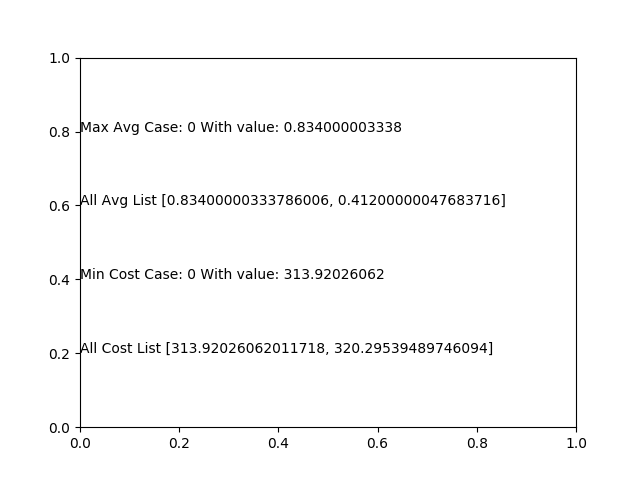 1.0
0.8
Max Avg Case: 0 With value: 0.834000003338
0.6
All Avg List [0.83400000333786006, 0.41200000047683716]
0.4
Min Cost Case: 0 With value: 313.92026062
0.2
All Cost List [313.92026062011718, 320.29539489746094]
0.0
0.0 0.2 0.4 0.6 0.8 1.0